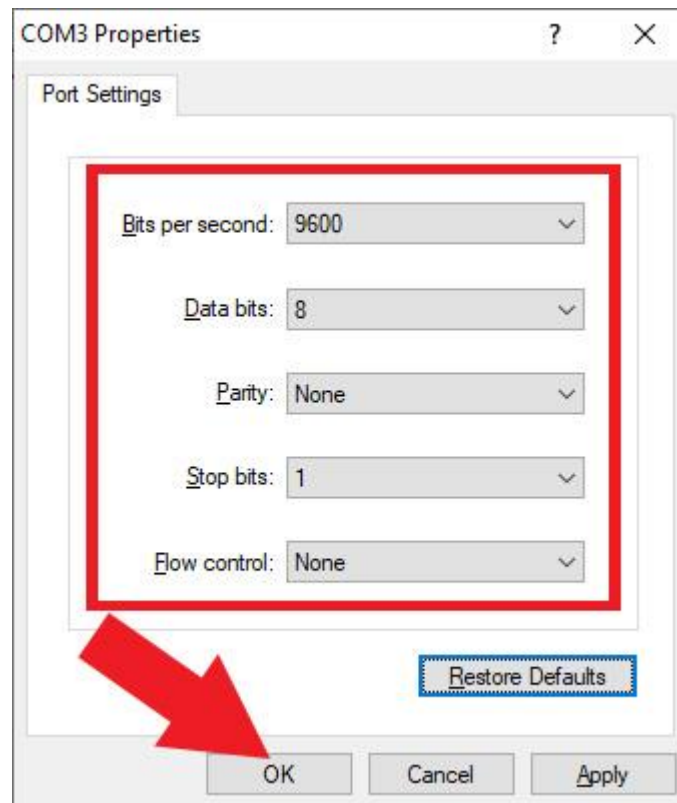 COM3 Properties ?
Port Settings
Bits per second: 9600
Data bits: 8
Parity: None
Stop bits: 1
Flow control: None
Restore Defaults
OK Cancel Apply